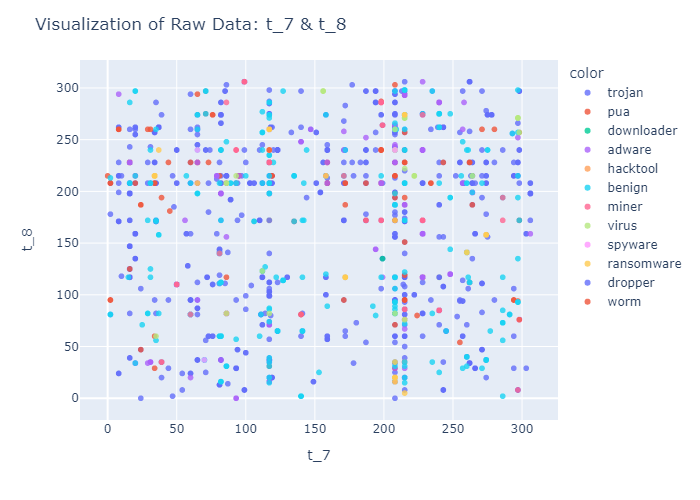 Visualization of Raw Data: t_7 & t_8
color
trojan
pua
downloader
adware
hacktool
benign
miner
virus
spyware
ransomware
dropper
worm
300
250
200
150
100
50
0
t_8
0 50 100 150 200 250 300
t_7